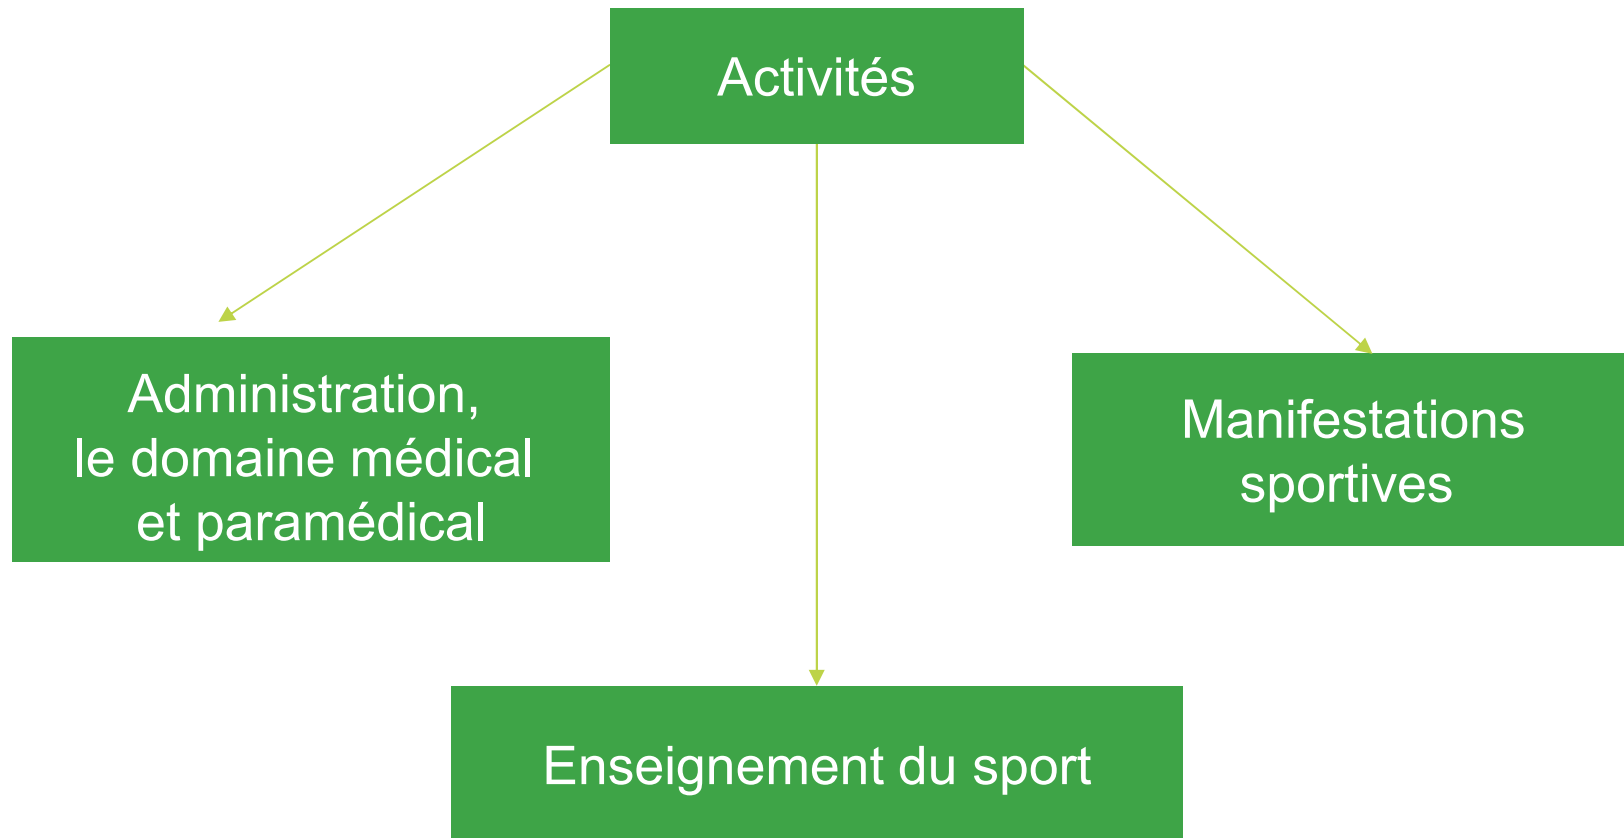 Activités
Administration,
le domaine médical
et paramédical
Manifestations
sportives
Enseignement du sport